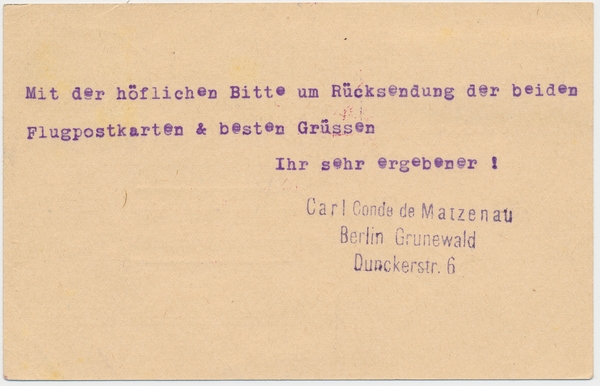 Mit der höflichen Bitte um Rücksendung der beiden
Flugpostkarten & besten Grüssen
Ihr sehr ergebener !
Carl Conde de Matzenau
Berlin Grunewald
Dunckerstr. 6